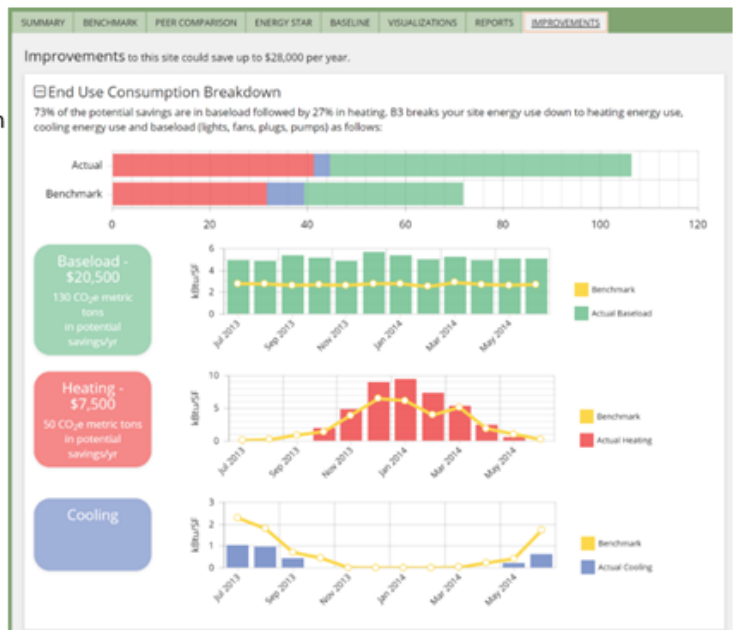 SUMMARY BENCHMARK PEER COMPARISON ENERGY STAR BASELINE VISUALIZATIONS REPORTS IMPROVEMENTS
Improvements to this site could save up to $28,000 per year.
End Use Consumption Breakdown
73% of the potential savings are in baseload followed by 27% in heating. B3 breaks your site energy use down to heating energy use,
cooling energy use and baseload (lights, fans, plugs, pumps) as follows:
Actual
Benchmark
0 20 40 60 80 100 120
Baseload -
$20,500
130 CO₂e metric
tons
in potential
savings/yr
kBtu/SF
6
4
2
0
Jul 2013 Sep 2013 Nov 2013 Jan 2014 Mar 2014 May 2014
Benchmark
Actual Baseload
Heating -
$7,500
50 CO₂e metric tons
in potential
savings/yr
kBtu/SF
10
5
0
Jul 2013 Sep 2013 Nov 2013 Jan 2014 Mar 2014 May 2014
Benchmark
Actual Heating
Cooling
kBtu/SF
3
2
1
0
Jul 2013 Sep 2013 Nov 2013 Jan 2014 Mar 2014 May 2014
Benchmark
Actual Cooling